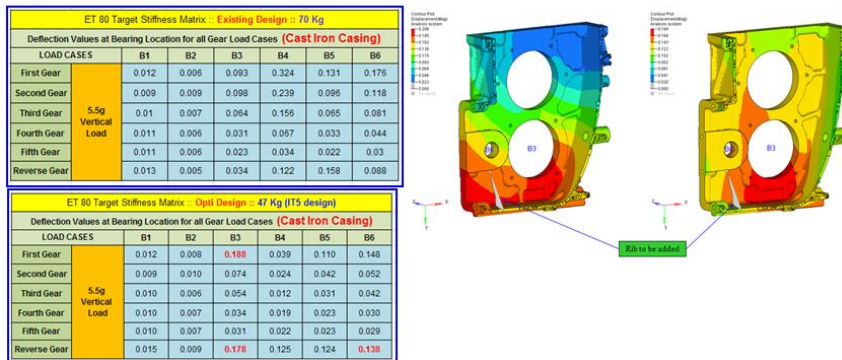 ET 80 Target Stiffness Matrix :: Existing Design :: 70 Kg
Deflection Values at Bearing Location for all Gear Load Cases (Cast Iron Casing)
LOAD CASES B1 B2 B3 B4 B5 B6
First Gear 0.012 0.006 0.093 0.324 0.131 0.176
Second Gear 0.009 0.009 0.098 0.239 0.096 0.118
Third Gear 0.01 0.007 0.064 0.156 0.065 0.081
Fourth Gear 0.011 0.006 0.031 0.067 0.033 0.044
Fifth Gear 0.011 0.006 0.023 0.034 0.022 0.03
Reverse Gear 0.013 0.005 0.034 0.122 0.158 0.088
5.5g
Vertical
Load
ET 80 Target Stiffness Matrix :: Opti Design :: 47 Kg (IT5 design)
Deflection Values at Bearing Location for all Gear Load Cases (Cast Iron Casing)
LOAD CASES B1 B2 B3 B4 B5 B6
First Gear 0.012 0.008 0.188 0.039 0.110 0.148
Second Gear 0.009 0.010 0.074 0.024 0.042 0.052
Third Gear 0.010 0.006 0.054 0.012 0.031 0.042
Fourth Gear 0.010 0.007 0.034 0.019 0.023 0.030
Fifth Gear 0.010 0.007 0.031 0.022 0.023 0.029
Reverse Gear 0.015 0.009 0.178 0.125 0.124 0.138
5.5g
Vertical
Load
Contour Plot
Displacement(Mag)
Analysis system
B3
X
Y
Contour Plot
Displacement(Mag)
Analysis system
B3
X
Y
Rib to be added